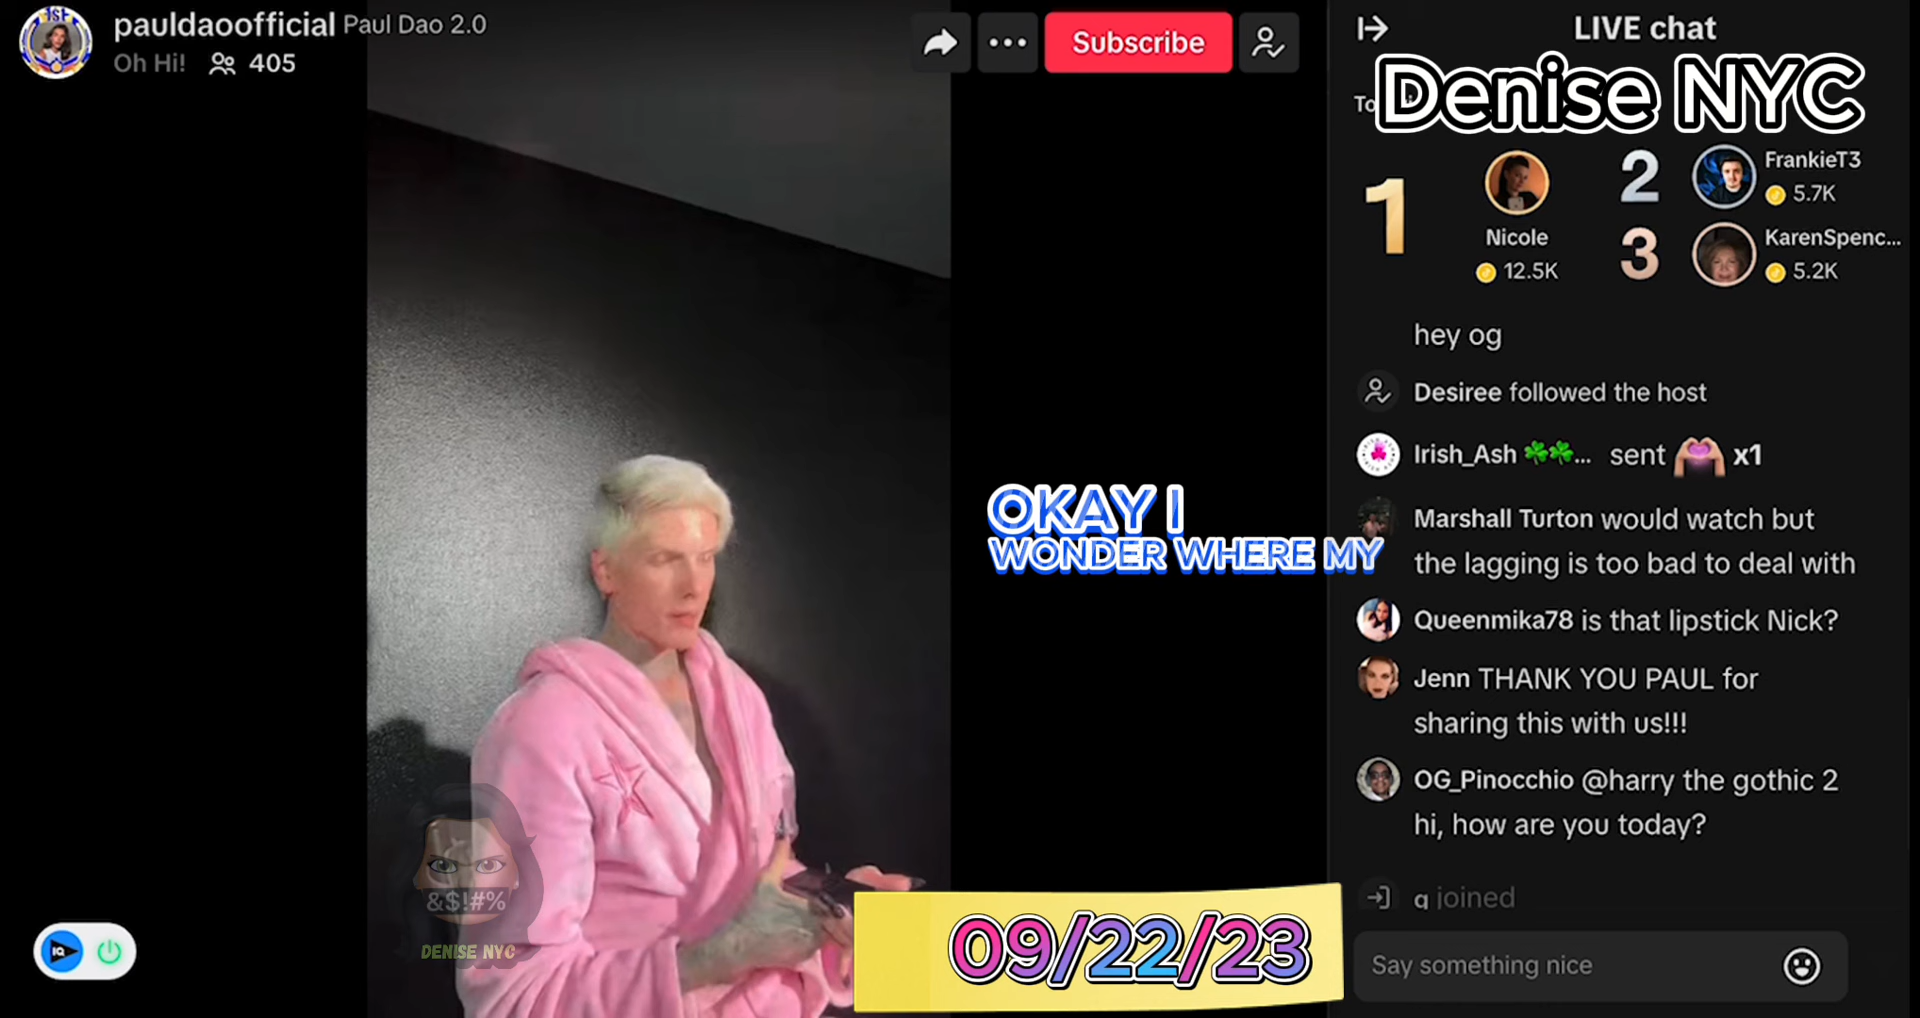 1ST
pauldaoofficial Paul Dao 2.0
Oh Hi! 405
Subscribe
LIVE chat
Denise NYC
1
Nicole
12.5K
2
FrankieT3
5.7K
3
KarenSpenc...
5.2K
hey og
Desiree followed the host
Irish_Ash ☘️☘️... sent x1
Marshall Turton would watch but
the lagging is too bad to deal with
Queenmika78 is that lipstick Nick?
Jenn THANK YOU PAUL for
sharing this with us!!!
OG_Pinocchio @harry the gothic 2
hi, how are you today?
q joined
Say something nice
OKAY I
WONDER WHERE MY
&$!#%
DENISE NYC
IQ
09/22/23